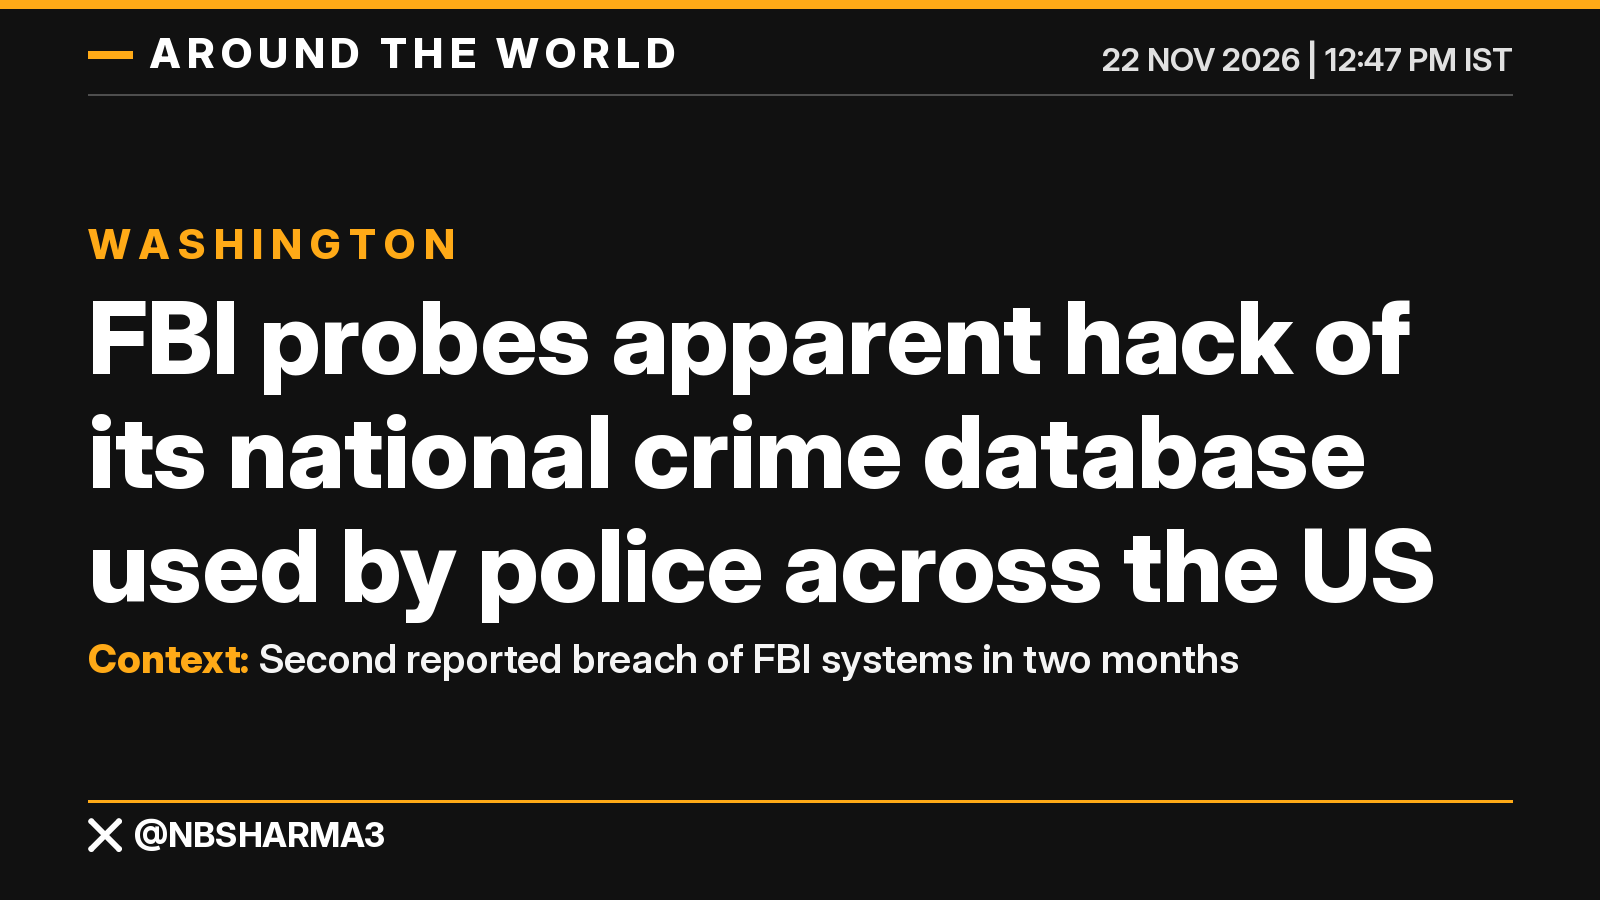 AROUND THE WORLD
22 NOV 2026 | 12:47 PM IST
WASHINGTON
FBI probes apparent hack of
its national crime database
used by police across the US
Context: Second reported breach of FBI systems in two months
@NBSHARMA3